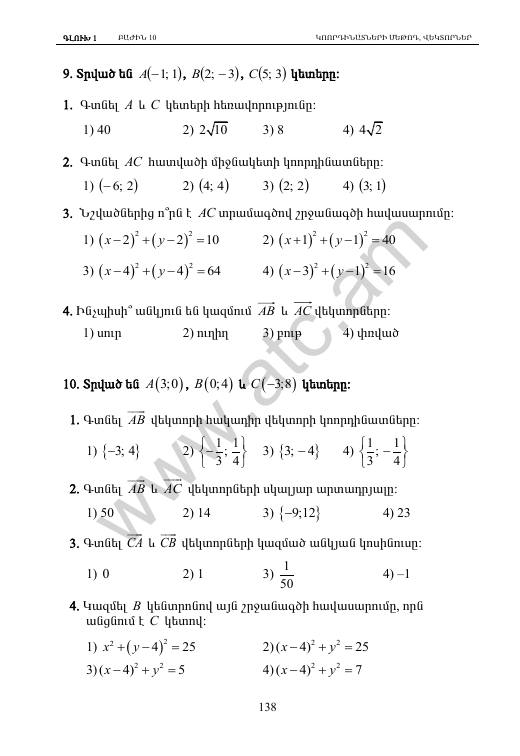 ԳԼՈՒԽ 1 ԲԱԺԻՆ 10 ԿՈՈՐԴԻՆԱՏՆԵՐԻ ՄԵԹՈԴ, ՎԵԿՏՈՐՆԵՐ
9. Տրված են A(−1; 1), B(2; − 3), C(5; 3) կետերը:
1. Գտնել A և C կետերի հեռավորությունը:
1) 40 2) 2√10 3) 8 4) 4√2
2. Գտնել AC հատվածի միջնակետի կոորդինատները:
1) (− 6; 2) 2) (4; 4) 3) (2; 2) 4) (3; 1)
3. Նշվածներից ո՞րն է AC տրամագծով շրջանագծի հավասարումը:
1) (x − 2)² + (y − 2)² = 10 2) (x + 1)² + (y − 1)² = 40
3) (x − 4)² + (y − 4)² = 64 4) (x − 3)² + (y − 1)² = 16
4. Ինչպիսի՞ անկյուն են կազմում AB և AC վեկտորները:
1) սուր 2) ուղիղ 3) բութ 4) փռված
10. Տրված են A(3;0), B(0;4) և C(−3;8) կետերը:
1. Գտնել AB վեկտորի հակադիր վեկտորի կոորդինատները:
1) {−3; 4} 2) {−1/3; 1/4} 3) {3; − 4} 4) {1/3; −1/4}
2. Գտնել AB և AC վեկտորների սկալյար արտադրյալը:
1) 50 2) 14 3) {−9;12} 4) 23
3. Գտնել CA և CB վեկտորների կազմած անկյան կոսինուսը:
1) 0 2) 1 3) 1/50 4) –1
4. Կազմել B կենտրոնով այն շրջանագծի հավասարումը, որն
անցնում է C կետով:
1) x² + (y − 4)² = 25 2) (x − 4)² + y² = 25
3) (x − 4)² + y² = 5 4) (x − 4)² + y² = 7
138
www.atc.am